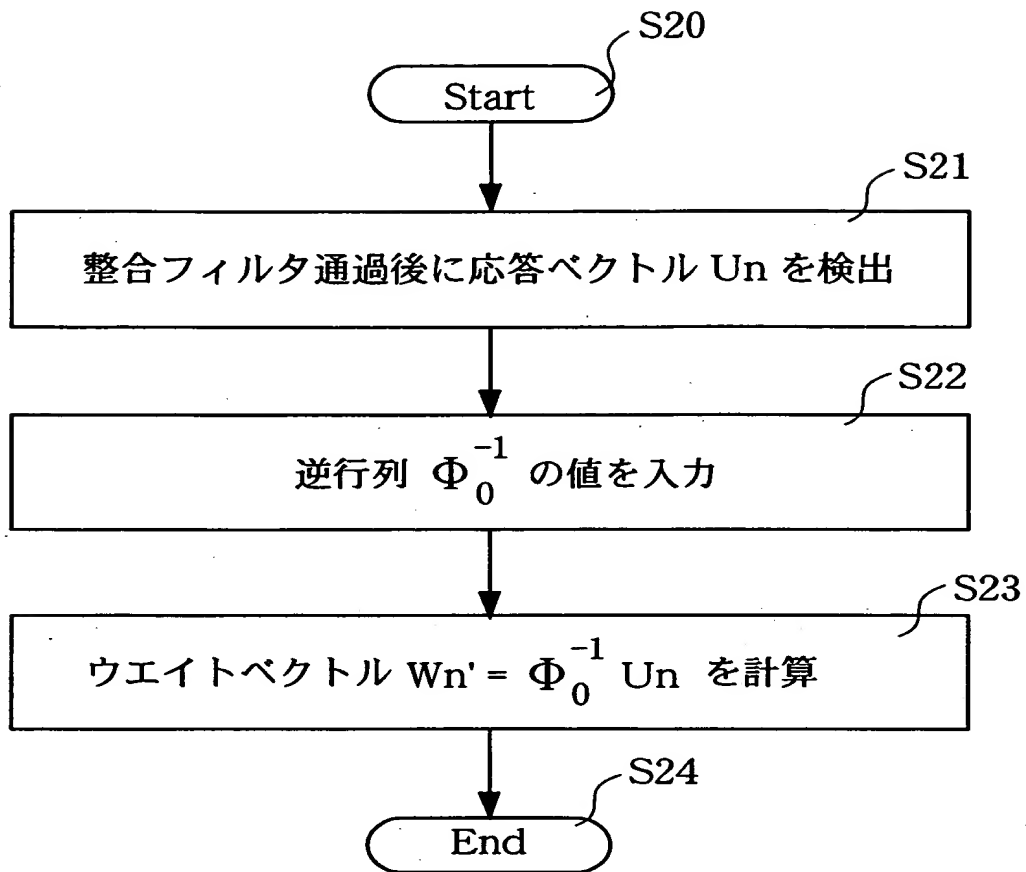 S20
Start
S21
整合フィルタ通過後に応答ベクトル Un を検出
S22
逆行列 Φ₀⁻¹ の値を入力
S23
ウエイトベクトル Wn' = Φ₀⁻¹ Un を計算
S24
End